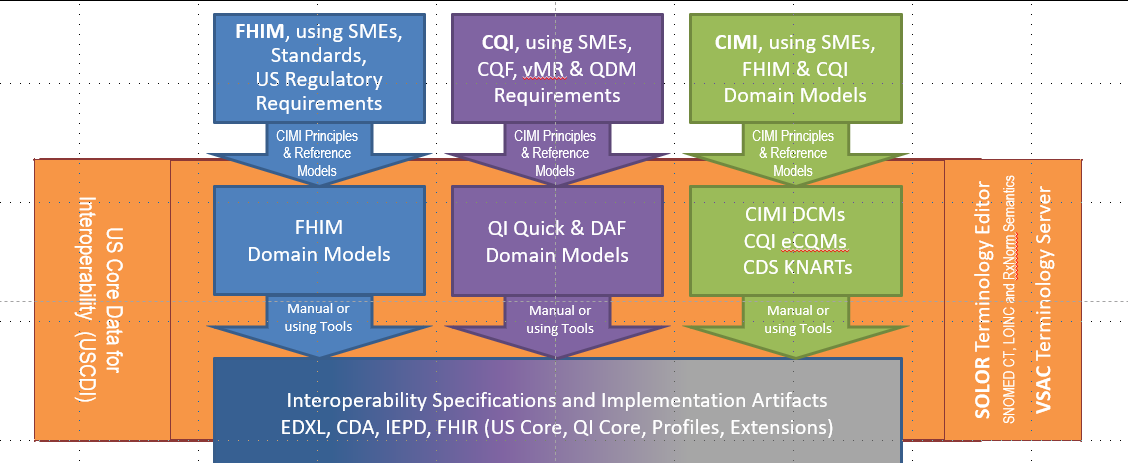 FHIM, using SMEs,
Standards,
US Regulatory
Requirements
CQI, using SMEs,
CQF, vMR & QDM
Requirements
CIMI, using SMEs,
FHIM & CQI
Domain Models
CIMI Principles
& Reference
Models
CIMI Principles
& Reference
Models
CIMI Principles
& Reference
Models
US Core Data for
Interoperability (USCDI)
FHIM
Domain Models
QI Quick & DAF
Domain Models
CIMI DCMs
CQI eCQMs
CDS KNARTs
SOLOR Terminology Editor
SNOMED CT, LOINC and RxNorm Semantics
VSAC Terminology Server
Manual or
using Tools
Manual or
using Tools
Manual or
using Tools
Interoperability Specifications and Implementation Artifacts
EDXL, CDA, IEPD, FHIR (US Core, QI Core, Profiles, Extensions)